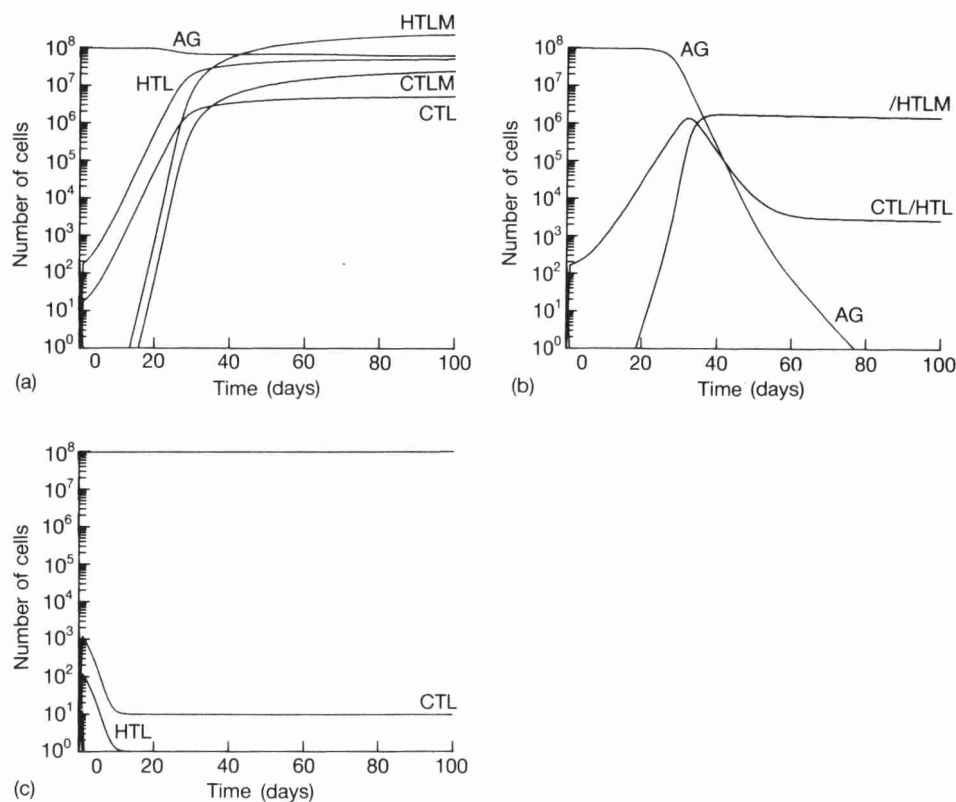 HTLM
10⁸
AG
10⁷
HTL
CTLM
10⁶
CTL
10⁵
10⁴
10³
10²
10¹
10⁰
Number of cells
0 20 40 60 80 100
(a)
Time (days)
10⁸
AG
10⁷
/HTLM
10⁶
10⁵
10⁴
CTL/HTL
10³
10²
10¹
AG
10⁰
Number of cells
0 20 40 60 80 100
(b)
Time (days)
10⁸
10⁷
10⁶
10⁵
10⁴
10³
10²
CTL
10¹
HTL
10⁰
Number of cells
0 20 40 60 80 100
(c)
Time (days)